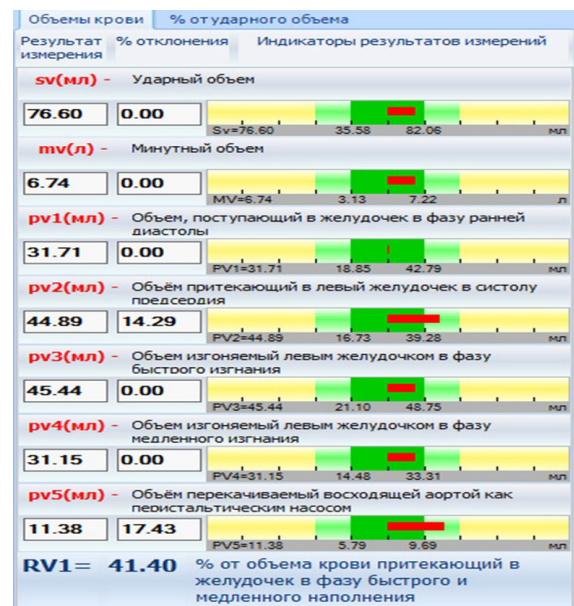 Объемы крови % от ударного объема
Результат измерения % отклонения Индикаторы результатов измерений
sv(мл) - Ударный объем
76.60 0.00
Sv=76.60 35.58 82.06 мл
mv(л) - Минутный объем
6.74 0.00
MV=6.74 3.13 7.22 л
pv1(мл) - Объем, поступающий в желудочек в фазу ранней
диастолы
31.71 0.00
PV1=31.71 18.85 42.79 мл
pv2(мл) - Объём притекающий в левый желудочек в систолу
предсердия
44.89 14.29
PV2=44.89 16.73 39.28 мл
pv3(мл) - Объем изгоняемый левым желудочком в фазу
быстрого изгнания
45.44 0.00
PV3=45.44 21.10 48.75 мл
pv4(мл) - Объем изгоняемый левым желудочком в фазу
медленного изгнания
31.15 0.00
PV4=31.15 14.48 33.31 мл
pv5(мл) - Объём перекачиваемый восходящей аортой как
перистальтическим насосом
11.38 17.43
PV5=11.38 5.79 9.69 мл
RV1= 41.40 % от объема крови притекающий в
желудочек в фазу быстрого и
медленного наполнения